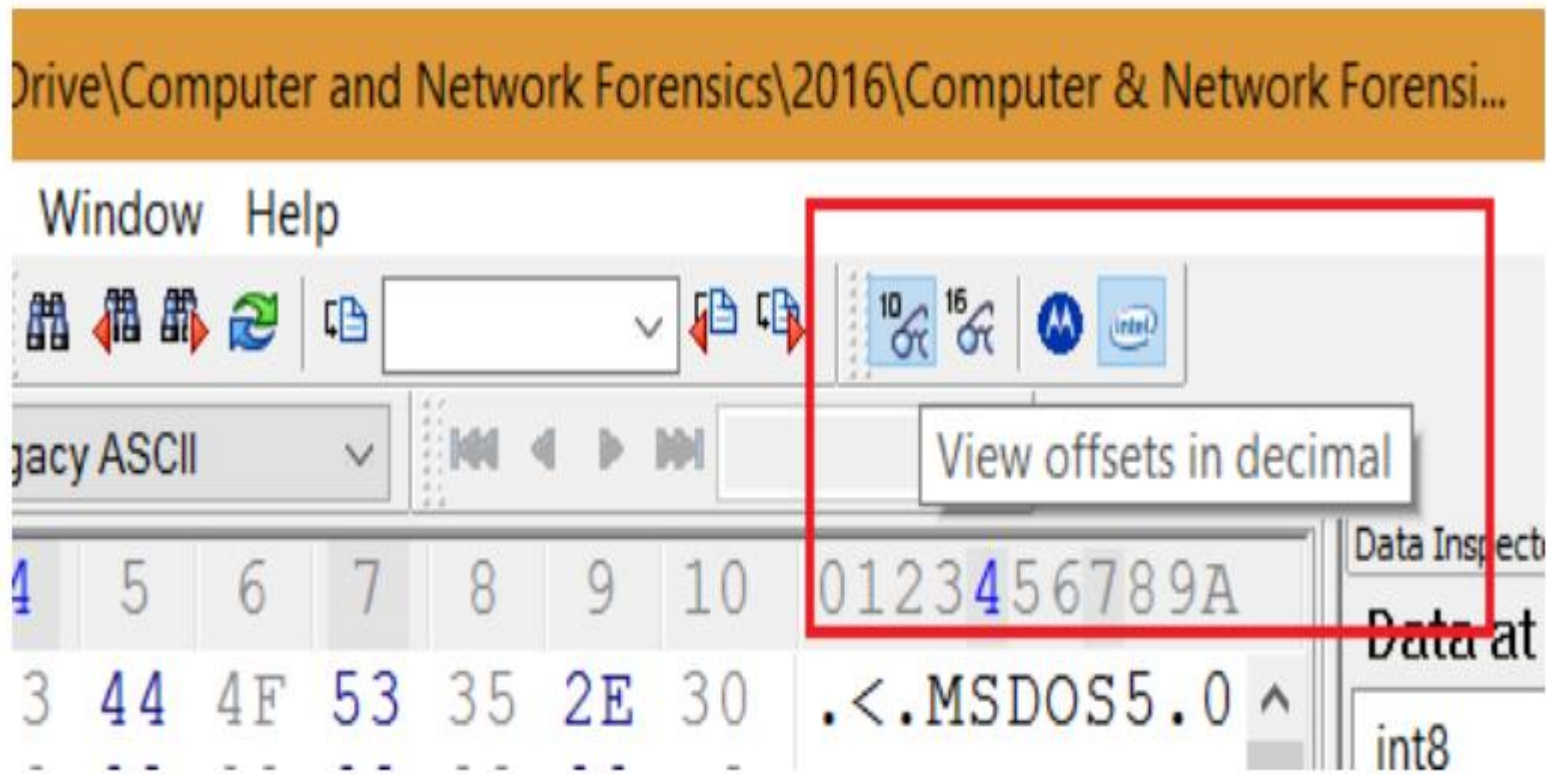 Drive\Computer and Network Forensics\2016\Computer & Network Forensi...
Window Help
10 16 intel
gacy ASCII
View offsets in decimal
4 5 6 7 8 9 10 0123456789A
Data Inspect
Data at
3 44 4F 53 35 2E 30 .<.MSDOS5.0
int8